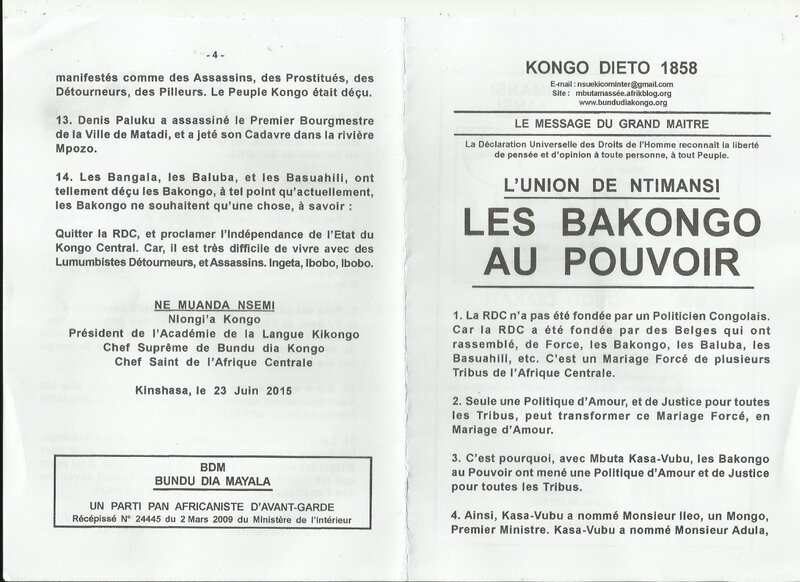 - 4 -
manifestés comme des Assassins, des Prostitués, des
Détourneurs, des Pilleurs. Le Peuple Kongo était déçu.
13. Denis Paluku a assassiné le Premier Bourgmestre
de la Ville de Matadi, et a jeté son Cadavre dans la rivière
Mpozo.
14. Les Bangala, les Baluba, et les Basuahili, ont
tellement déçu les Bakongo, à tel point qu'actuellement,
les Bakongo ne souhaitent qu'une chose, à savoir :
Quitter la RDC, et proclamer l'Indépendance de l'Etat du
Kongo Central. Car, il est très difficile de vivre avec des
Lumumbistes Détourneurs, et Assassins. Ingeta, Ibobo, Ibobo.
NE MUANDA NSEMI
Nlongi'a Kongo
Président de l'Académie de la Langue Kikongo
Chef Suprême de Bundu dia Kongo
Chef Saint de l'Afrique Centrale
Kinshasa, le 23 Juin 2015
BDM
BUNDU DIA MAYALA
UN PARTI PAN AFRICANISTE D'AVANT-GARDE
Récépissé N° 24445 du 2 Mars 2009 du Ministère de l'Intérieur
KONGO DIETO 1858
E-mail : nsuekicominter@gmail.com
Site : mbutamassée.afrikblog.org
www.bundudiakongo.org
LE MESSAGE DU GRAND MAITRE
La Déclaration Universelle des Droits de l'Homme reconnaît la liberté
de pensée et d'opinion à toute personne, à tout Peuple.
L'UNION DE NTIMANSI
LES BAKONGO
AU POUVOIR
1. La RDC n'a pas été fondée par un Politicien Congolais.
Car la RDC a été fondée par des Belges qui ont
rassemblé, de Force, les Bakongo, les Baluba, les
Basuahili, etc. C'est un Mariage Forcé de plusieurs
Tribus de l'Afrique Centrale.
2. Seule une Politique d'Amour, et de Justice pour toutes
les Tribus, peut transformer ce Mariage Forcé, en
Mariage d'Amour.
3. C'est pourquoi, avec Mbuta Kasa-Vubu, les Bakongo
au Pouvoir ont mené une Politique d'Amour et de Justice
pour toutes les Tribus.
4. Ainsi, Kasa-Vubu a nommé Monsieur Ileo, un Mongo,
Premier Ministre. Kasa-Vubu a nommé Monsieur Adula,